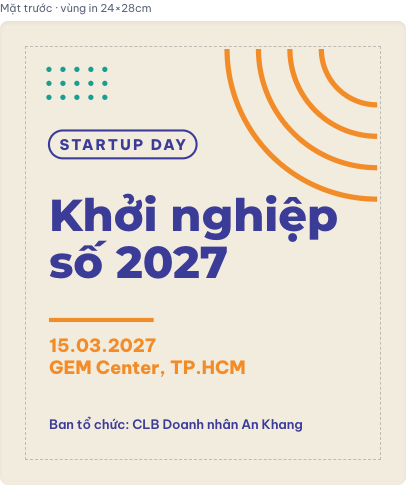 Mặt trước · vùng in 24×28cm
STARTUP DAY
Khởi nghiệp
số 2027
15.03.2027
GEM Center, TP.HCM
Ban tổ chức: CLB Doanh nhân An Khang